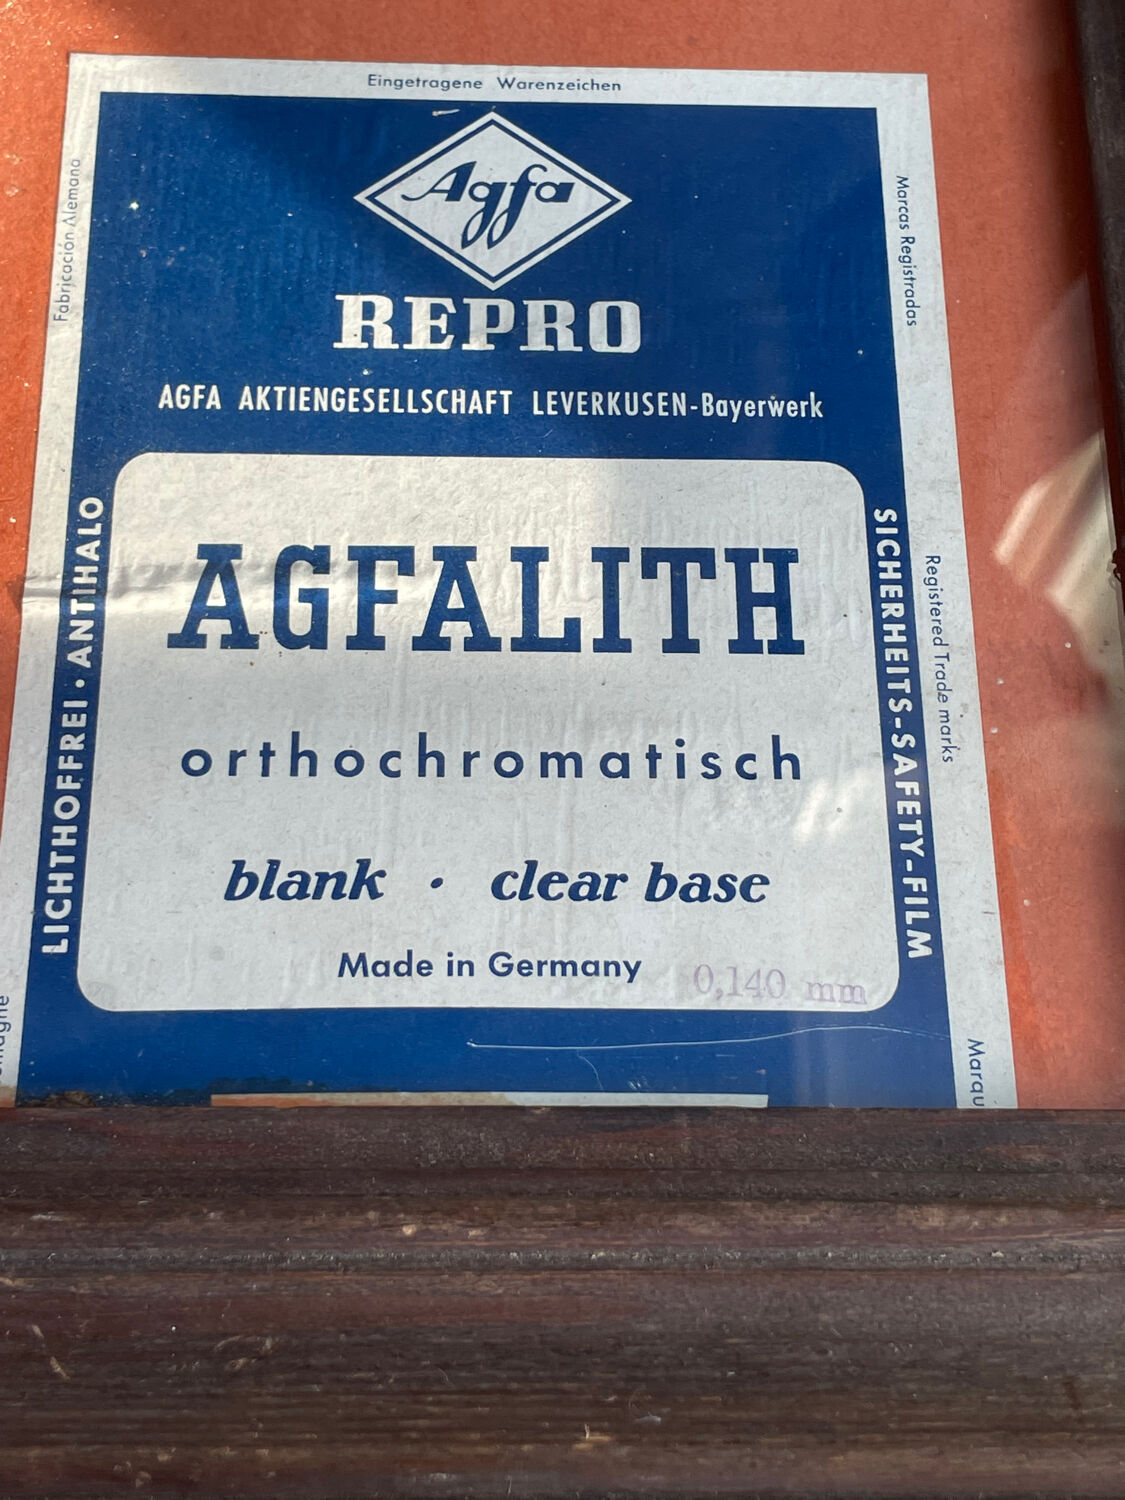 Eingetragene Warenzeichen
Agfa
REPRO
AGFA AKTIENGESELLSCHAFT LEVERKUSEN-Bayerwerk
Fabricación Alemana
Marcas Registradas
LICHTHOFFREI · ANTIHALO
SICHERHEITS-SAFETY-FILM
Registered Trade marks
AGFALITH
orthochromatisch
blank · clear base
Made in Germany
0,140 mm